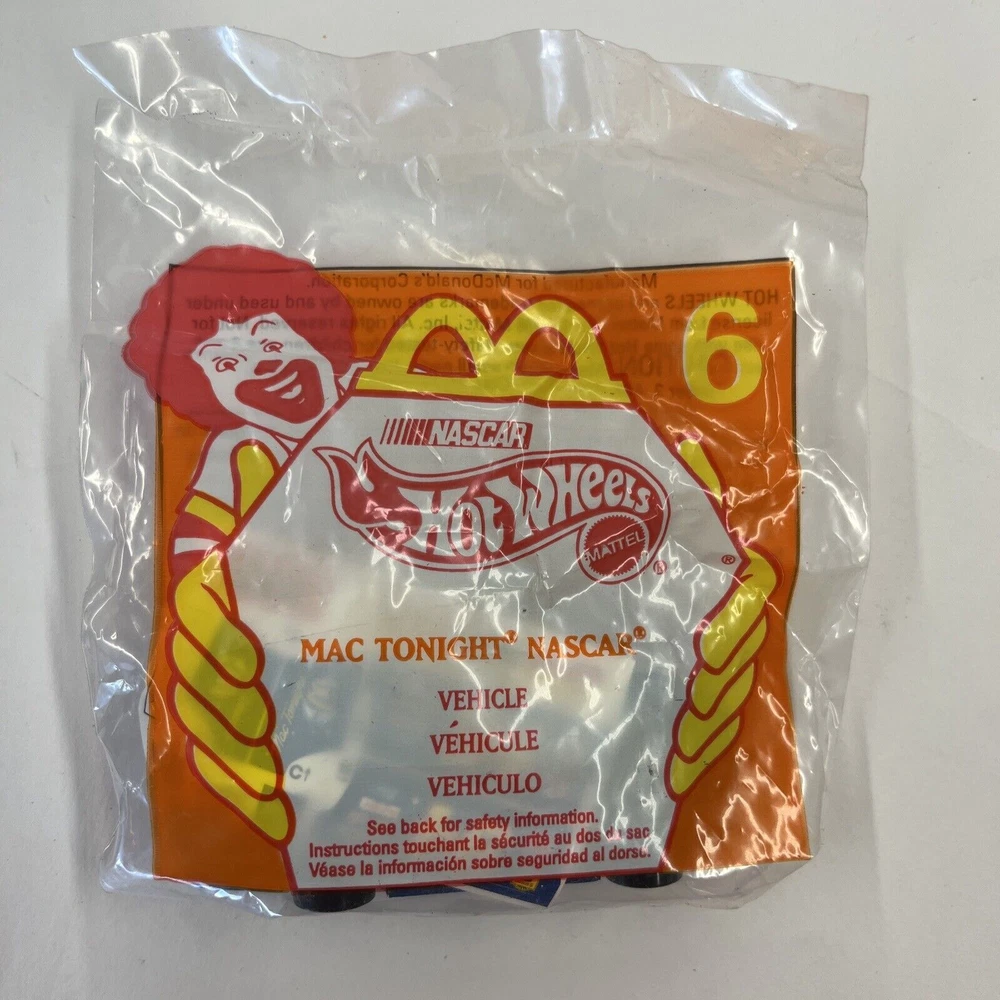 6
NASCAR
Hot Wheels
MATTEL
®
®
MAC TONIGHT® NASCAR®
VEHICLE
VÉHICULE
VEHICULO
See back for safety information.
Instructions touchant la sécurité au dos du sac.
Véase la información sobre seguridad al dorso.